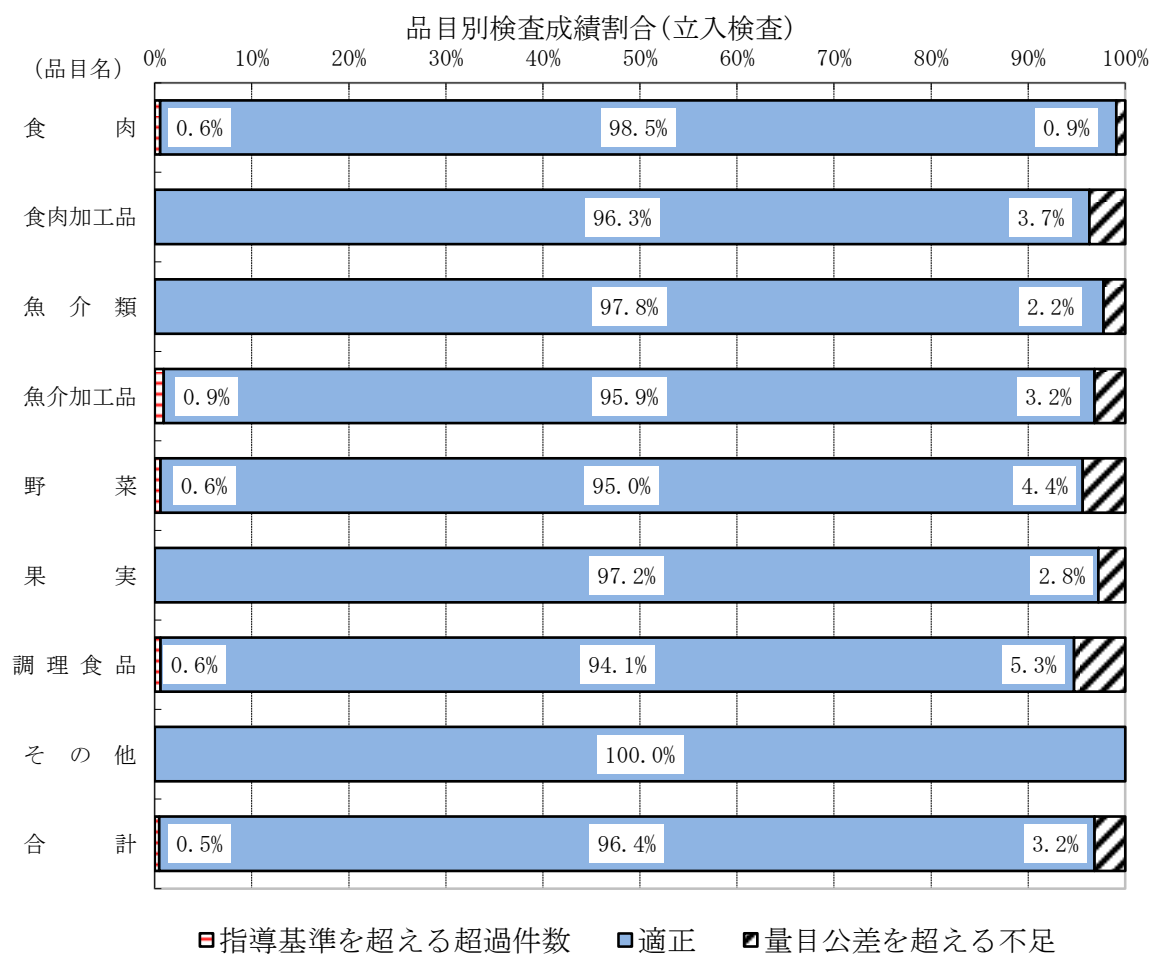 品目別検査成績割合(立入検査)
(品目名) 0% 10% 20% 30% 40% 50% 60% 70% 80% 90% 100%
食肉 0.6% 98.5% 0.9%
食肉加工品 96.3% 3.7%
魚介類 97.8% 2.2%
魚介加工品 0.9% 95.9% 3.2%
野菜 0.6% 95.0% 4.4%
果実 97.2% 2.8%
調理食品 0.6% 94.1% 5.3%
その他 100.0%
合計 0.5% 96.4% 3.2%
指導基準を超える超過件数 適正 量目公差を超える不足